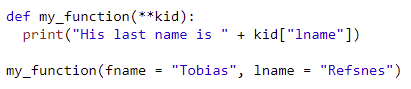 def my_function(**kid):
  print("His last name is " + kid["lname"])
my_function(fname = "Tobias", lname = "Refsnes")